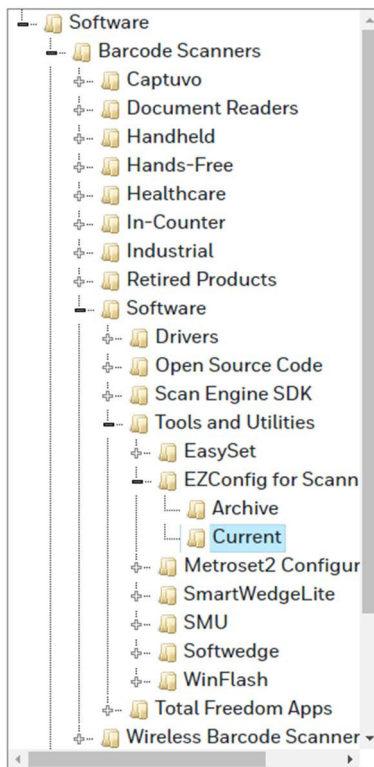 Software
Barcode Scanners
Captuvo
Document Readers
Handheld
Hands-Free
Healthcare
In-Counter
Industrial
Retired Products
Software
Drivers
Open Source Code
Scan Engine SDK
Tools and Utilities
EasySet
EZConfig for Scann
Archive
Current
Metroset2 Configur
SmartWedgeLite
SMU
Softwedge
WinFlash
Total Freedom Apps
Wireless Barcode Scanner